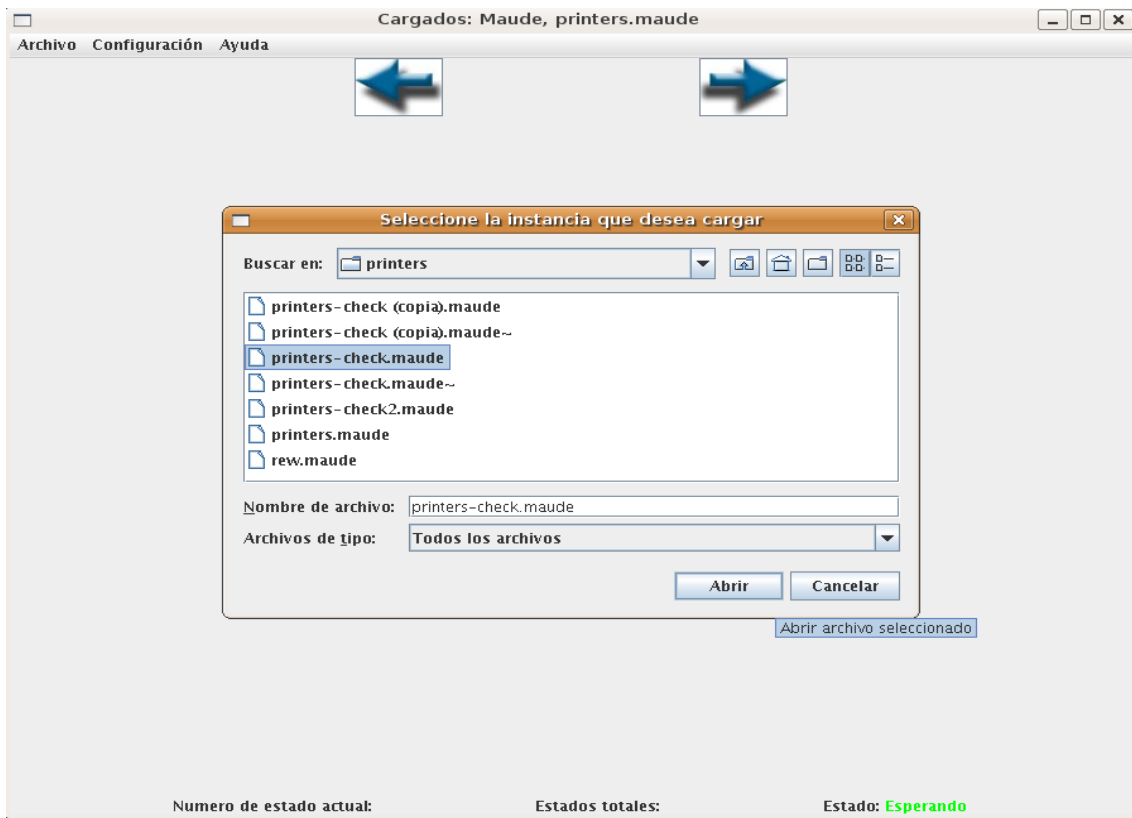 Cargados: Maude, printers.maude
Archivo Configuración Ayuda
Seleccione la instancia que desea cargar
Buscar en: printers
printers-check (copia).maude
printers-check (copia).maude~
printers-check.maude
printers-check.maude~
printers-check2.maude
printers.maude
rew.maude
Nombre de archivo: printers-check.maude
Archivos de tipo: Todos los archivos
Abrir Cancelar
Abrir archivo seleccionado
Numero de estado actual: Estados totales: Estado: Esperando